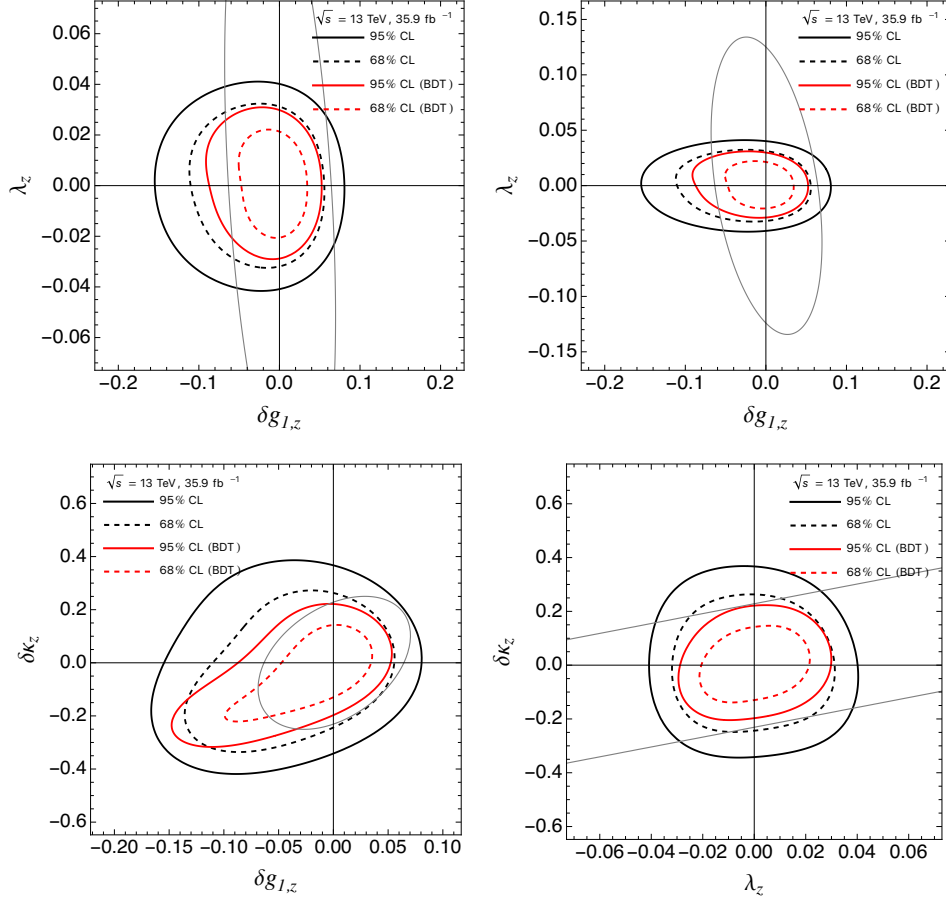 √s = 13 TeV, 35.9 fb⁻¹
95% CL
68% CL
95% CL (BDT)
68% CL (BDT)
0.06
0.04
0.02
0.00
−0.02
−0.04
−0.06
λz
−0.2 −0.1 0.0 0.1 0.2
δg1,z
√s = 13 TeV, 35.9 fb⁻¹
95% CL
68% CL
95% CL (BDT)
68% CL (BDT)
0.15
0.10
0.05
0.00
−0.05
−0.10
−0.15
λz
−0.2 −0.1 0.0 0.1 0.2
δg1,z
√s = 13 TeV, 35.9 fb⁻¹
95% CL
68% CL
95% CL (BDT)
68% CL (BDT)
0.6
0.4
0.2
0.0
−0.2
−0.4
−0.6
δκz
−0.20 −0.15 −0.10 −0.05 0.00 0.05 0.10
δg1,z
√s = 13 TeV, 35.9 fb⁻¹
95% CL
68% CL
95% CL (BDT)
68% CL (BDT)
0.6
0.4
0.2
0.0
−0.2
−0.4
−0.6
δκz
−0.06 −0.04 −0.02 0.00 0.02 0.04 0.06
λz